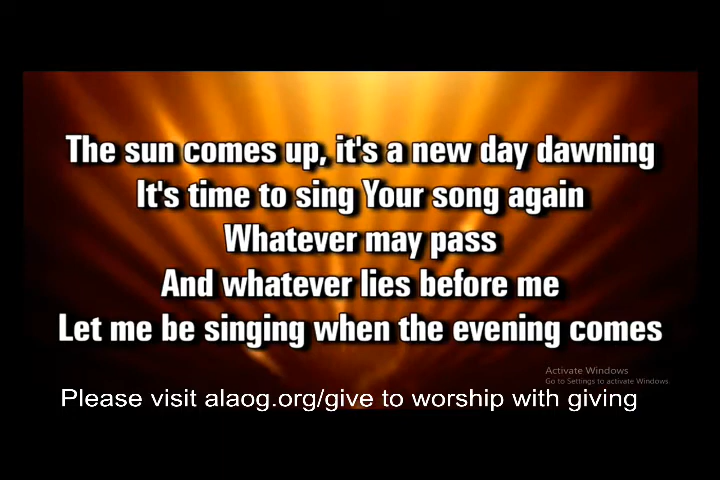 The sun comes up, it's a new day dawning
It's time to sing Your song again
Whatever may pass
And whatever lies before me
Let me be singing when the evening comes
Activate Windows
Go to Settings to activate Windows
Please visit alaog.org/give to worship with giving